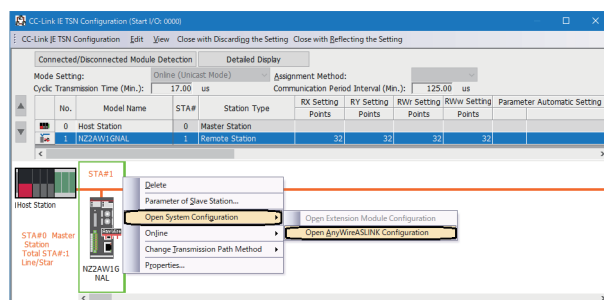 CC-Link IE TSN Configuration (Start I/O: 0000)
CC-Link IE TSN Configuration Edit View Close with Discarding the Setting Close with Reflecting the Setting
Connected/Disconnected Module Detection Detailed Display
Mode Setting: Online (Unicast Mode) Assignment Method:
Cyclic Transmission Time (Min.): 17.00 us Communication Period Interval (Min.): 125.00 us
No. Model Name STA# Station Type RX Setting RY Setting RWr Setting RWw Setting Parameter Automatic Setting
Points Points Points Points
0 Host Station 0 Master Station
1 NZ2AW1GNAL 1 Remote Station 32 32 32 32
STA#1
Host Station
STA#0 Master
Station
Total STA#:1
Line/Star
NZ2AW1G
NAL
Delete
Parameter of Slave Station...
Open System Configuration
Online
Change Transmission Path Method
Properties...
Open Extension Module Configuration
Open AnyWireASLINK Configuration